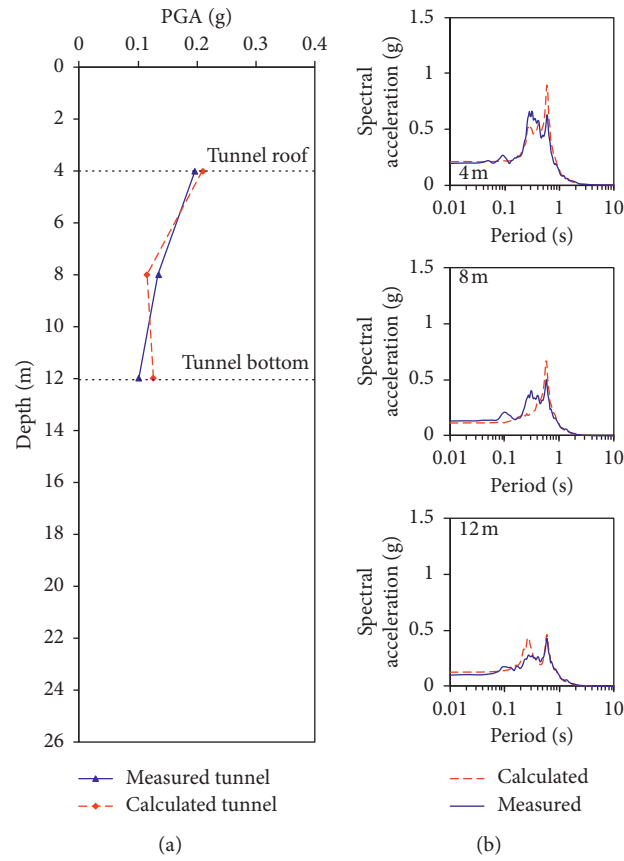 PGA (g)
0 0.1 0.2 0.3 0.4
0
2
4
6
8
10
12
14
16
18
20
22
24
26
Depth (m)
Tunnel roof
Tunnel bottom
Measured tunnel
Calculated tunnel
(a)
Spectral
acceleration (g)
1.5
1
0.5
0
4 m
0.01 0.1 1 10
Period (s)
Spectral
acceleration (g)
1.5
1
0.5
0
8 m
0.01 0.1 1 10
Period (s)
Spectral
acceleration (g)
1.5
1
0.5
0
12 m
0.01 0.1 1 10
Period (s)
Calculated
Measured
(b)